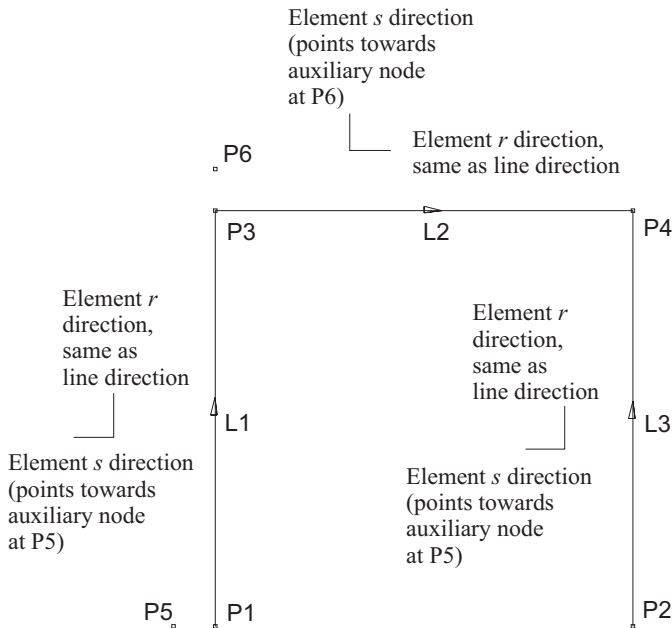 Element s direction
(points towards
auxiliary node
at P6)
Element r direction,
same as line direction
P6
P3
L2
P4
Element r
direction,
same as
line direction
Element r
direction,
same as
line direction
L1
L3
Element s direction
(points towards
auxiliary node
at P5)
Element s direction
(points towards
auxiliary node
at P5)
P5
P1
P2